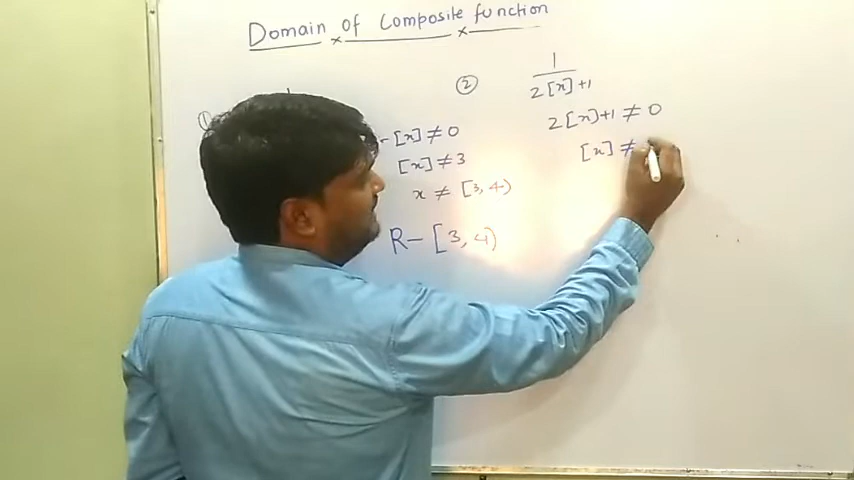 Domain of Composite function
①
- [x] ≠ 0
[x] ≠ 3
x ≠ [3, 4)
R - [3, 4)
②
1
2[x]+1
2[x]+1 ≠ 0
[x] ≠